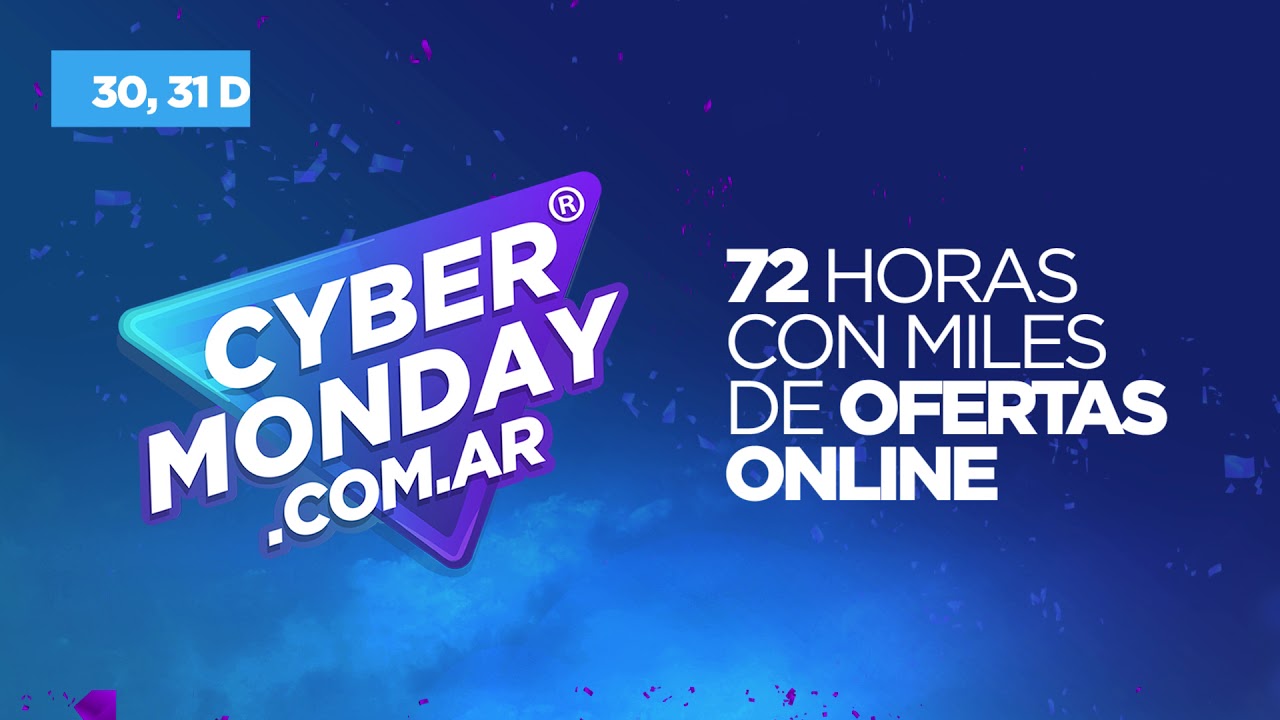 30, 31 D
CYBER ®
MONDAY
.COM.AR
72 HORAS
CON MILES
DE OFERTAS
ONLINE